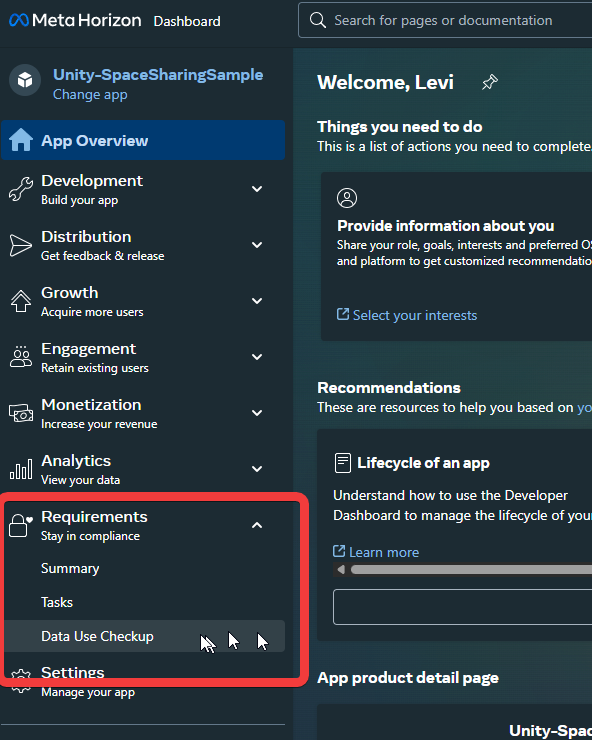 Meta Horizon Dashboard
Search for pages or documentation
Unity-SpaceSharingSample
Change app
App Overview
Development
Build your app
Distribution
Get feedback & release
Growth
Acquire more users
Engagement
Retain existing users
Monetization
Increase your revenue
Analytics
View your data
Requirements
Stay in compliance
Summary
Tasks
Data Use Checkup
Settings
Manage your app
Welcome, Levi
Things you need to do
This is a list of actions you need to complete.
Provide information about you
Share your role, goals, interests and preferred OS
and platform to get customized recommendatio
Select your interests
Recommendations
These are resources to help you based on yo
Lifecycle of an app
Understand how to use the Developer
Dashboard to manage the lifecycle of your
Learn more
App product detail page
Unity-Spac